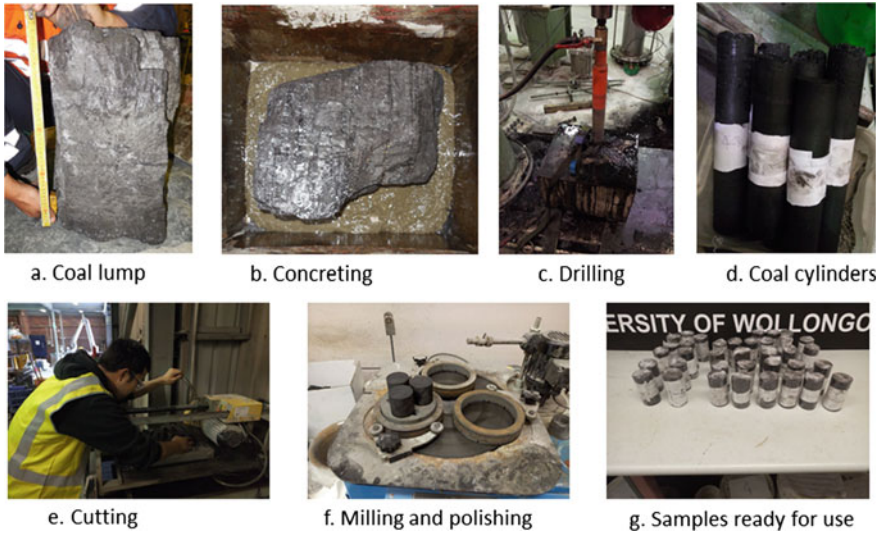 a. Coal lump
b. Concreting
c. Drilling
d. Coal cylinders
ERSITY OF WOLLONGO
e. Cutting
f. Milling and polishing
g. Samples ready for use